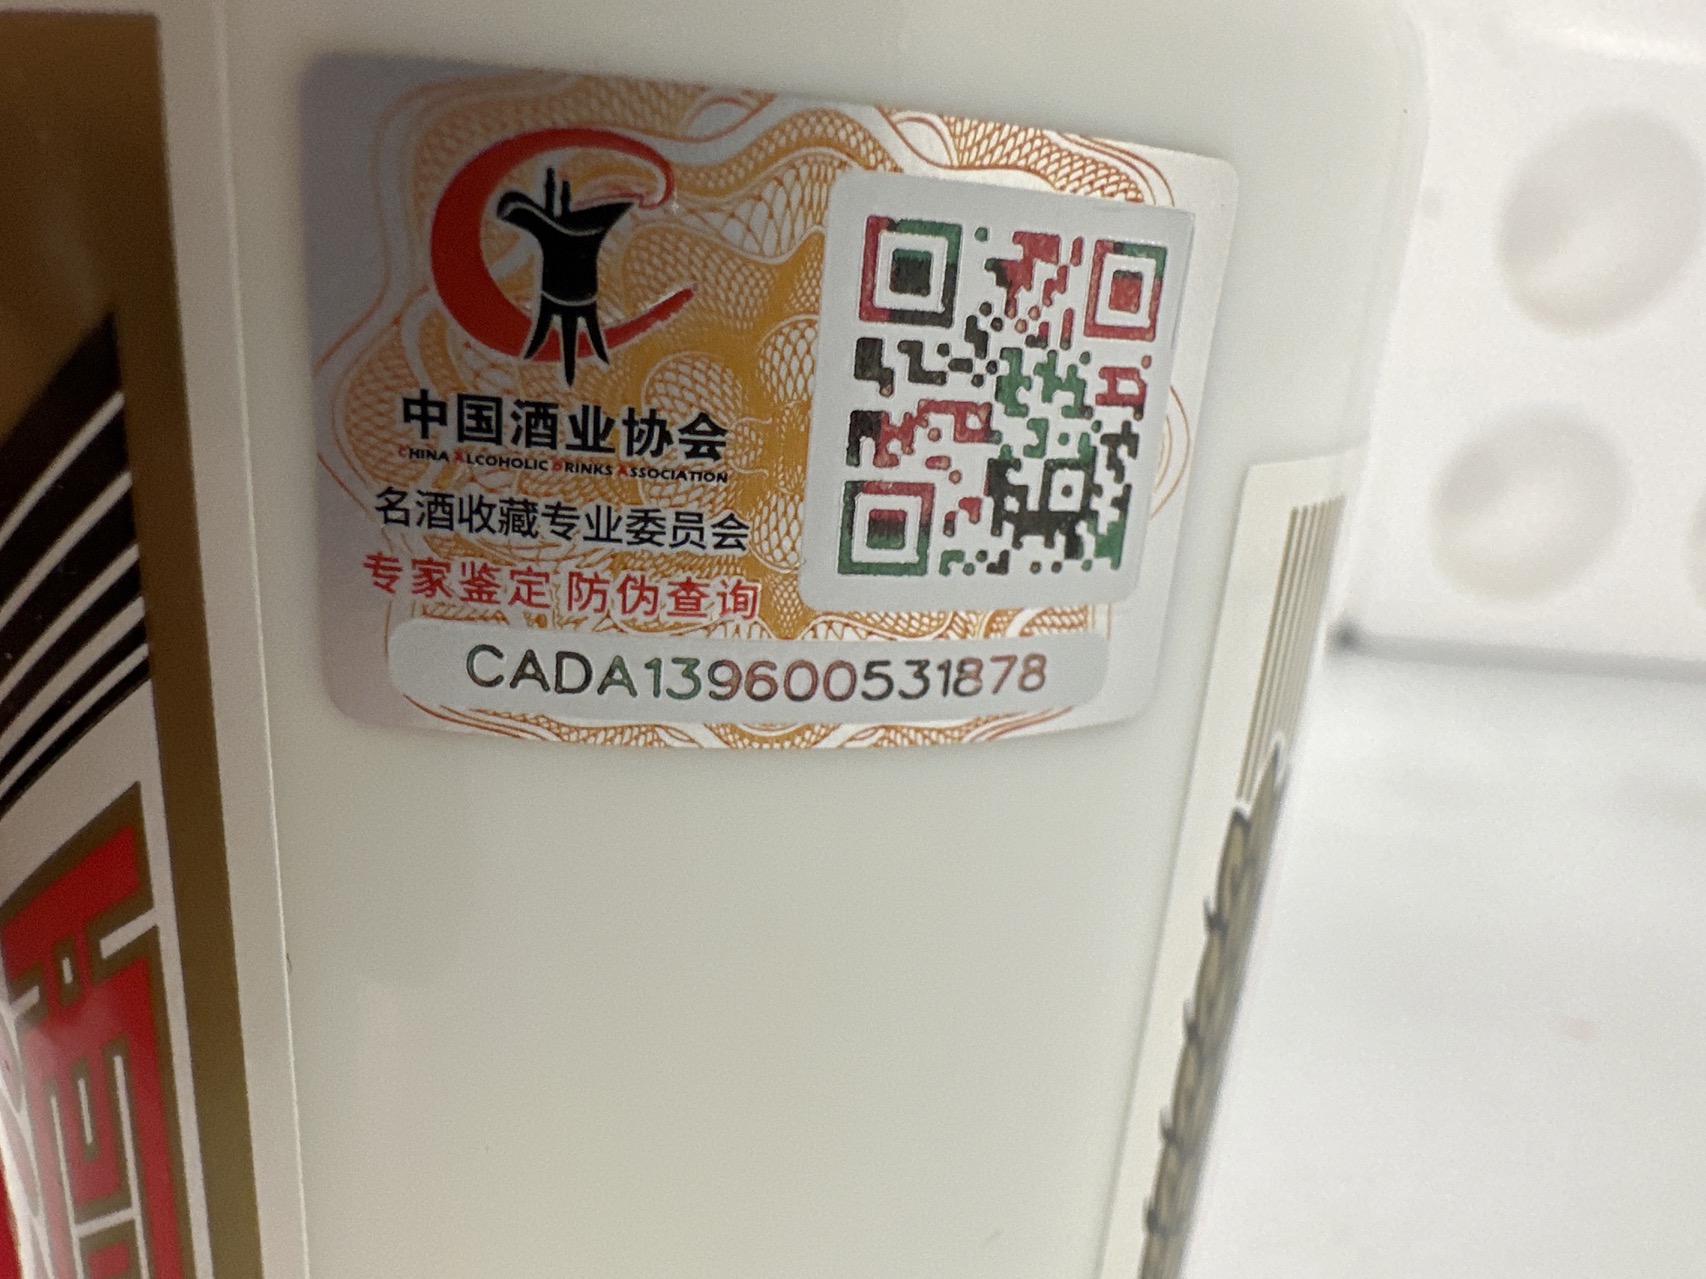 中国酒业协会
CHINA ALCOHOLIC DRINKS ASSOCIATION
名酒收藏专业委员会
专家鉴定 防伪查询
CADA139600531878